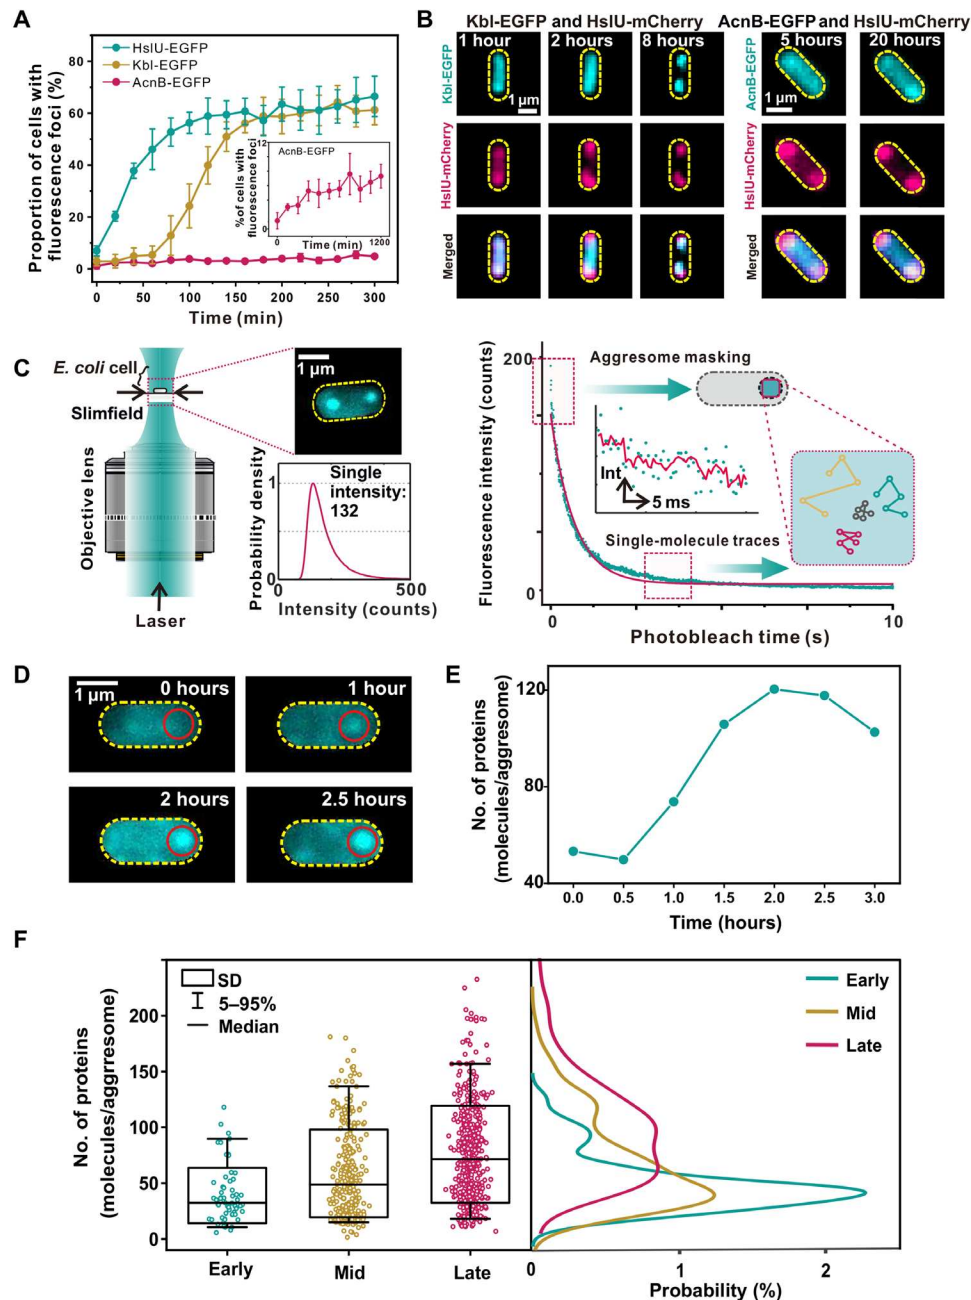 A
HslU-EGFP
Kbl-EGFP
AcnB-EGFP
Proportion of cells with
fluorescence foci (%)
80
60
40
20
0
0 50 100 150 200 250 300
Time (min)
12
0
AcnB-EGFP
% of cells with
fluorescence foci
Time (min)
0 1200
B
Kbl-EGFP and HslU-mCherry AcnB-EGFP and HslU-mCherry
1 hour 2 hours 8 hours 5 hours 20 hours
Kbl-EGFP
1 μm
AcnB-EGFP
1 μm
HslU-mCherry
HslU-mCherry
Merged
Merged
C
E. coli cell
Slimfield
Objective lens
Laser
1 μm
Probability density
1
0
Single
intensity:
132
0 500
Intensity (counts)
Fluorescence intensity (counts)
200
0
Aggresome masking
Int
5 ms
Single-molecule traces
0 10
Photobleach time (s)
D
1 μm
0 hours
1 hour
2 hours
2.5 hours
E
No. of proteins
(molecules/aggresome)
120
80
40
0.0 0.5 1.0 1.5 2.0 2.5 3.0
Time (hours)
F
No. of proteins
(molecules/aggresome)
200
150
100
50
0
SD
5–95%
Median
Early Mid Late
Early
Mid
Late
0 1 2
Probability (%)